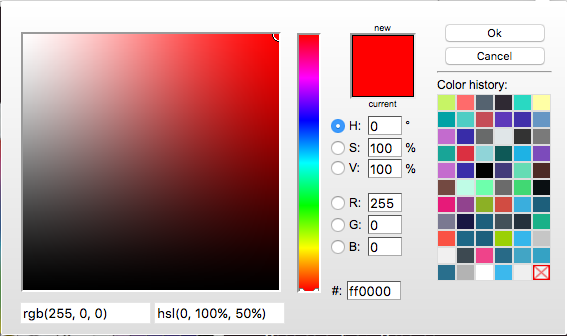 new
current
Ok
Cancel
Color history:
H: 0 °
S: 100 %
V: 100 %
R: 255
G: 0
B: 0
#: ff0000
rgb(255, 0, 0)
hsl(0, 100%, 50%)